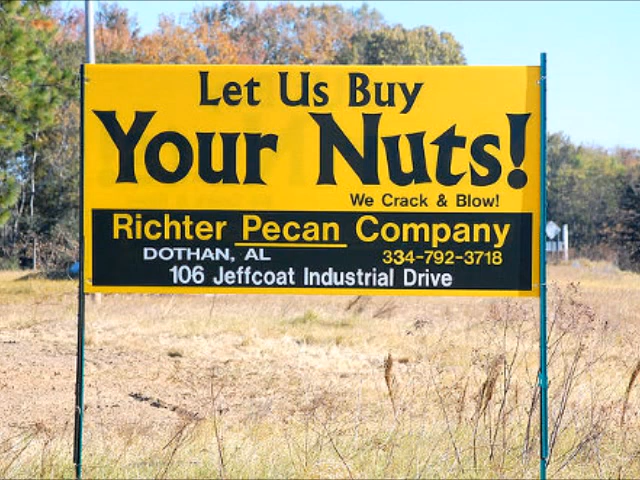 Let Us Buy
Your Nuts!
We Crack & Blow!
Richter Pecan Company
DOTHAN, AL 334-792-3718
106 Jeffcoat Industrial Drive